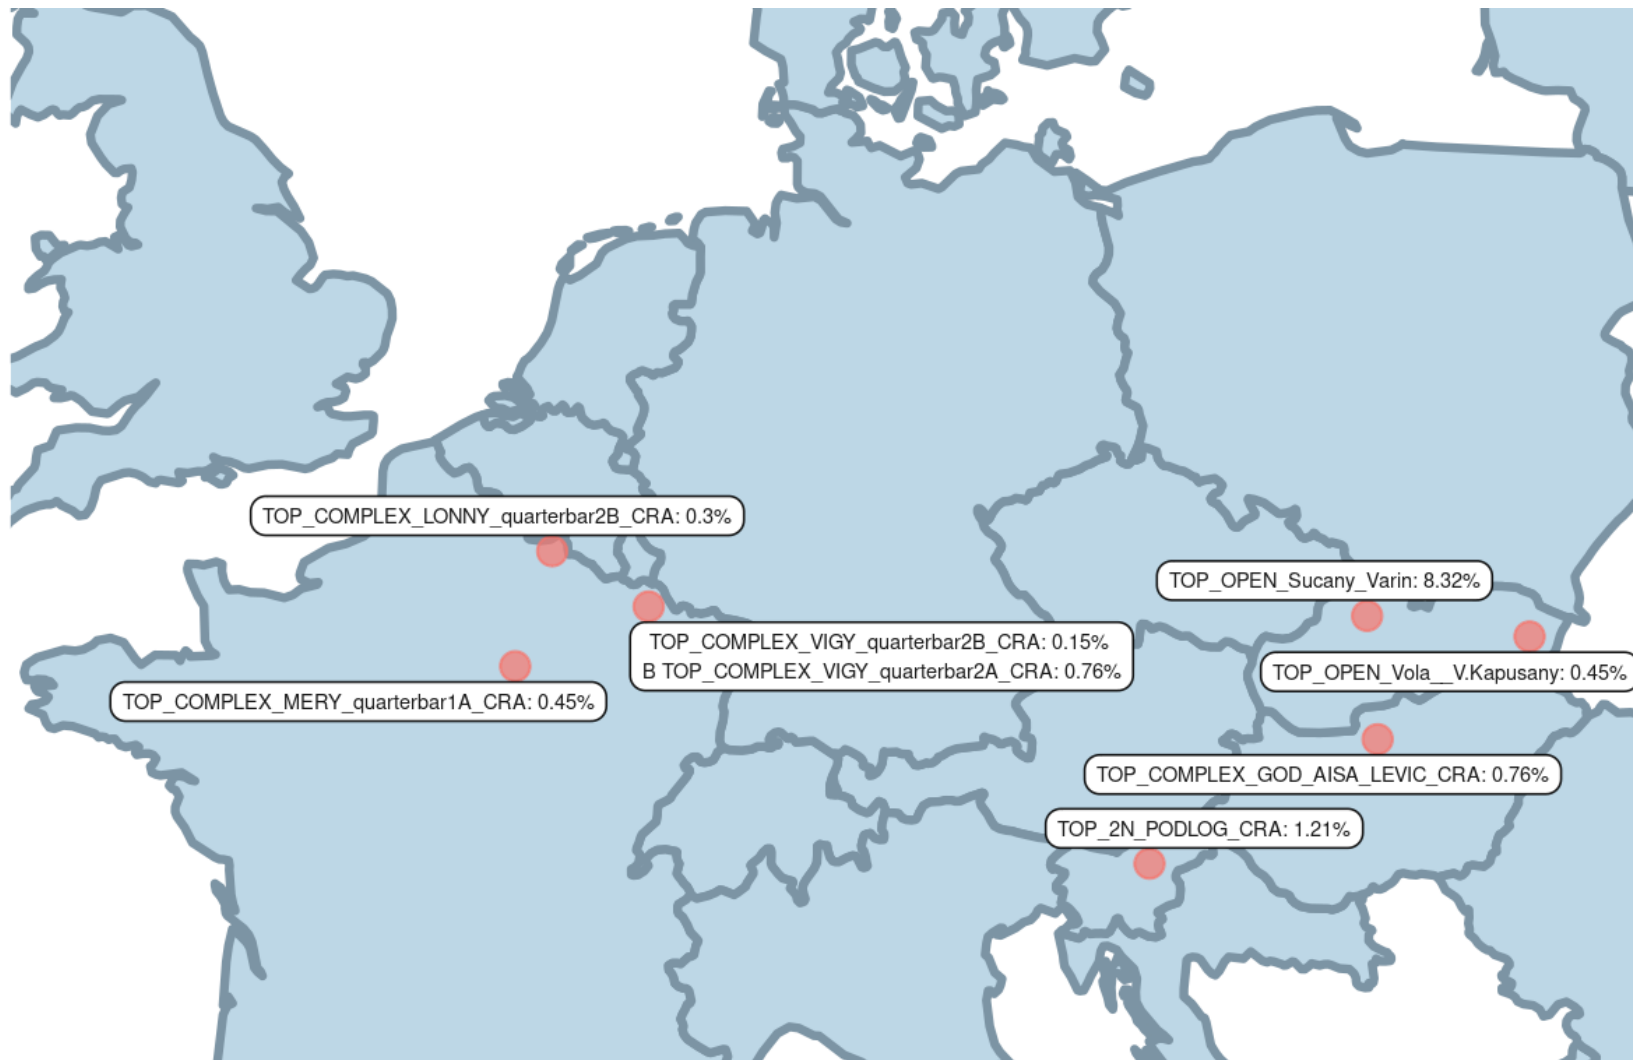 TOP_COMPLEX_LONNY_quarterbar2B_CRA: 0.3%
TOP_OPEN_Sucany_Varin: 8.32%
TOP_COMPLEX_VIGY_quarterbar2B_CRA: 0.15%
B TOP_COMPLEX_VIGY_quarterbar2A_CRA: 0.76%
TOP_OPEN_Vola__V.Kapusany: 0.45%
TOP_COMPLEX_MERY_quarterbar1A_CRA: 0.45%
TOP_COMPLEX_GOD_AISA_LEVIC_CRA: 0.76%
TOP_2N_PODLOG_CRA: 1.21%